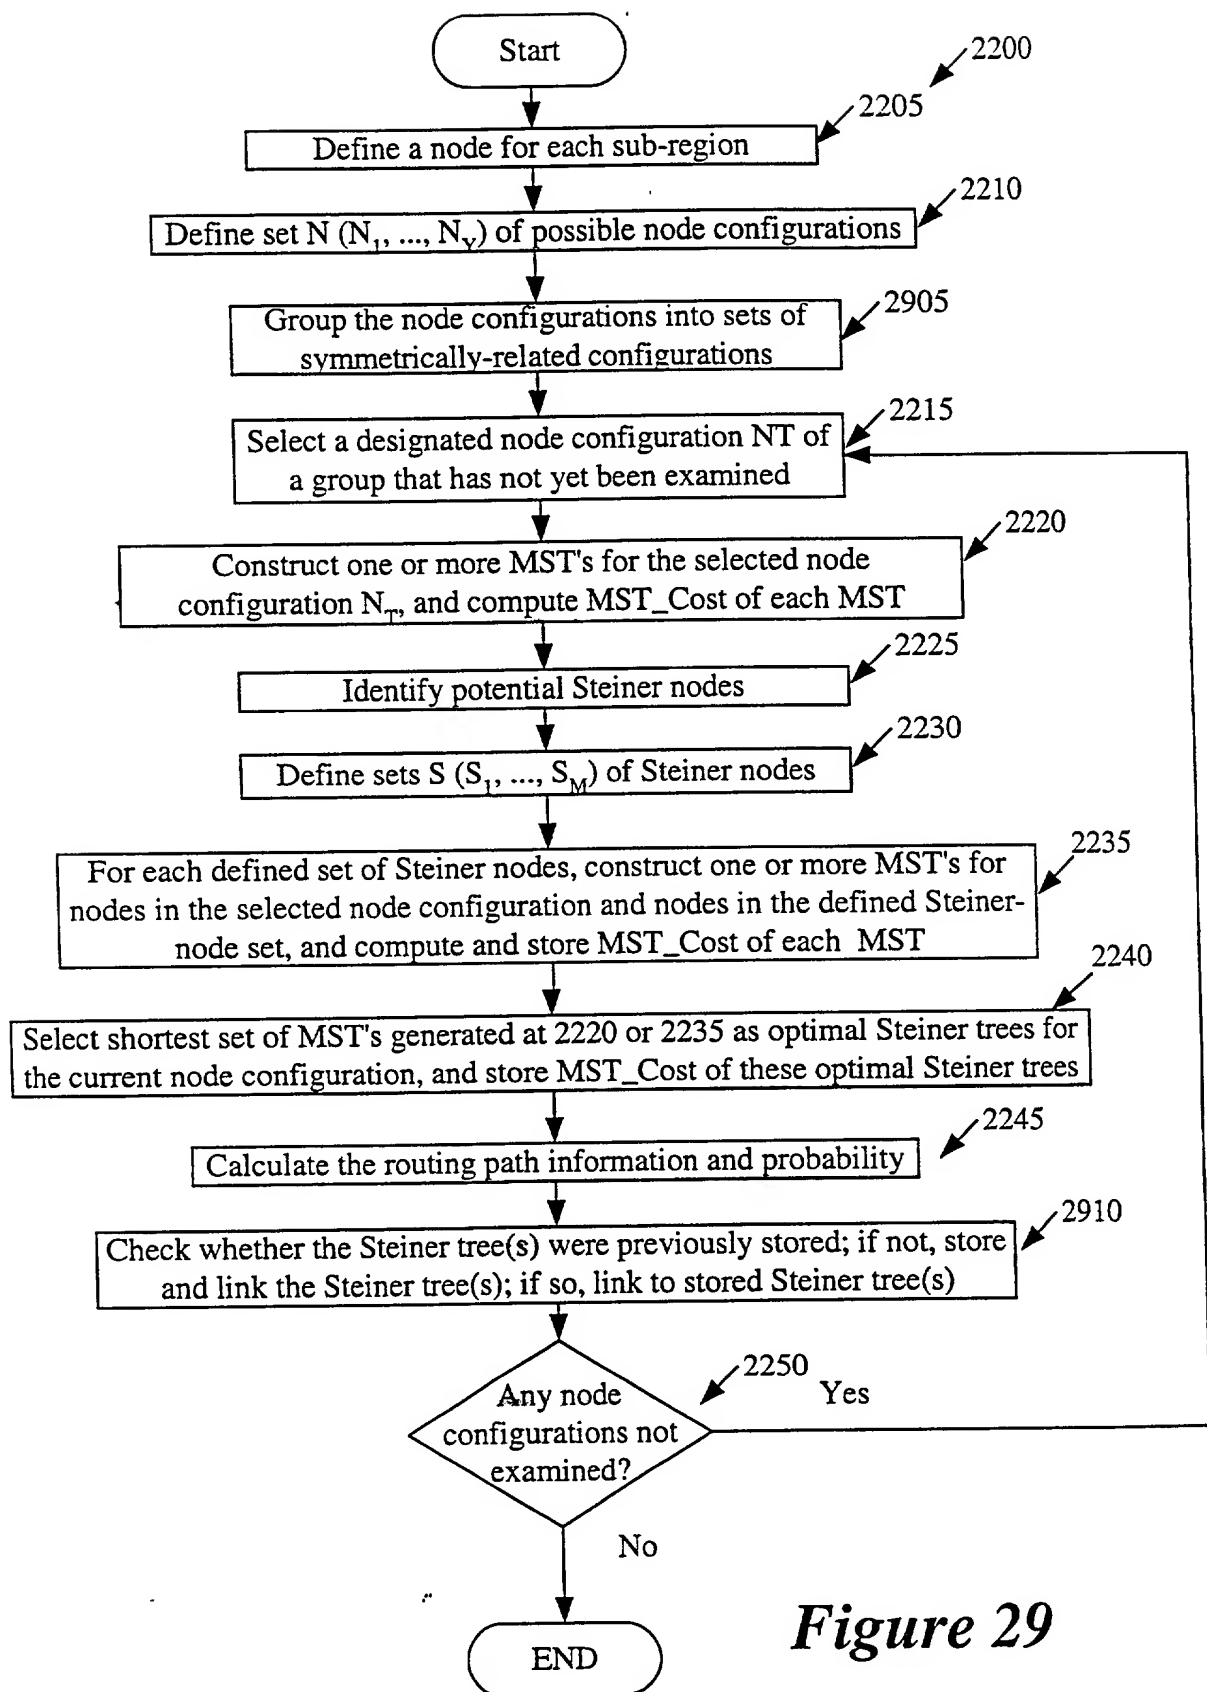 Start
2200
2205
Define a node for each sub-region
2210
Define set N (N₁, ..., Nᵧ) of possible node configurations
2905
Group the node configurations into sets of
symmetrically-related configurations
2215
Select a designated node configuration NT of
a group that has not yet been examined
2220
Construct one or more MST's for the selected node
configuration N_T, and compute MST_Cost of each MST
2225
Identify potential Steiner nodes
2230
Define sets S (S₁, ..., S_M) of Steiner nodes
2235
For each defined set of Steiner nodes, construct one or more MST's for
nodes in the selected node configuration and nodes in the defined Steiner-
node set, and compute and store MST_Cost of each MST
2240
Select shortest set of MST's generated at 2220 or 2235 as optimal Steiner trees for
the current node configuration, and store MST_Cost of these optimal Steiner trees
2245
Calculate the routing path information and probability
2910
Check whether the Steiner tree(s) were previously stored; if not, store
and link the Steiner tree(s); if so, link to stored Steiner tree(s)
2250
Yes
Any node
configurations not
examined?
No
END
Figure 29